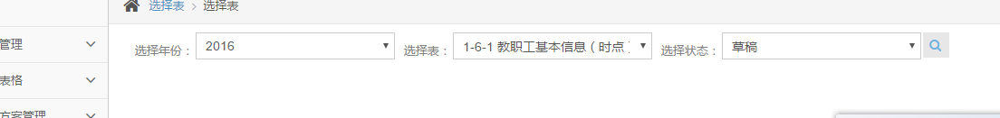 选择表 > 选择表
管理
选择年份： 2016 选择表： 1-6-1 教职工基本信息（时点） 选择状态： 草稿
表格
方案管理